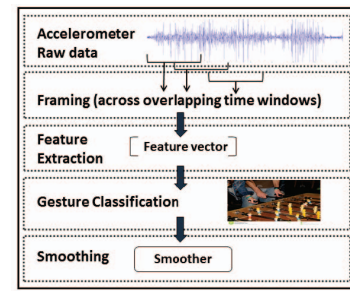 Accelerometer
Raw data
Framing (across overlapping time windows)
Feature
Extraction
Feature vector
Gesture Classification
Smoothing
Smoother